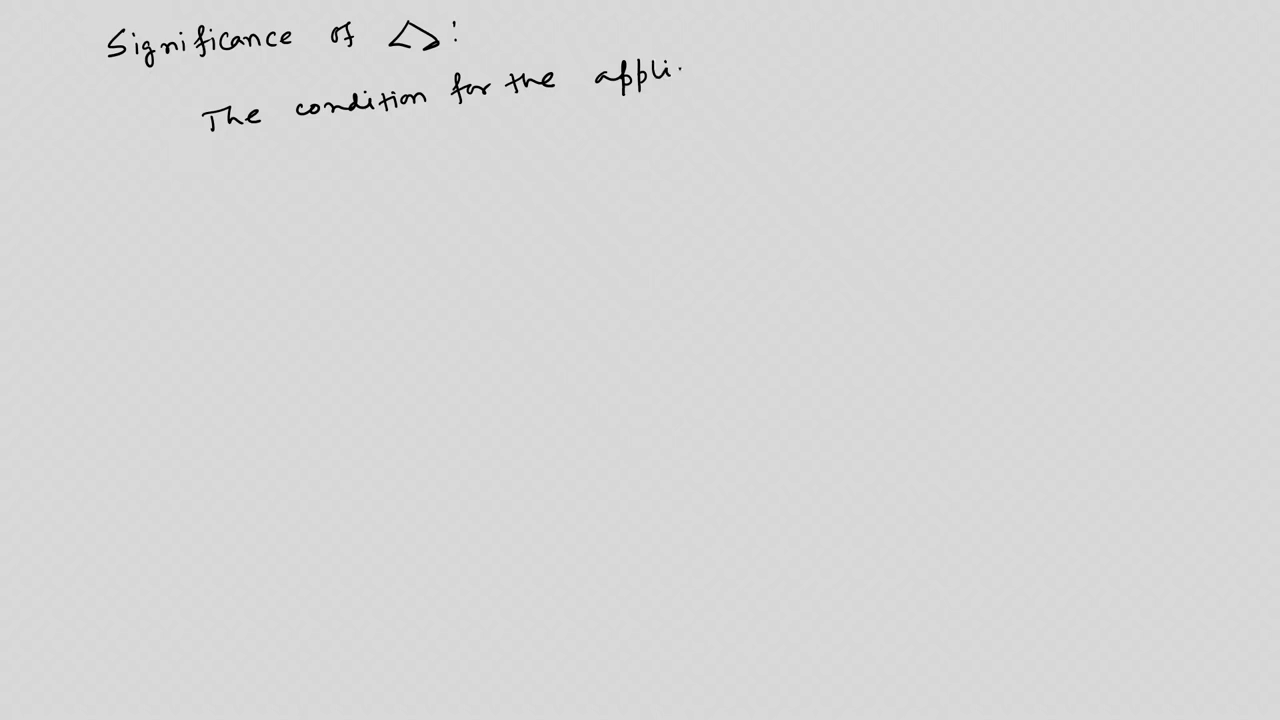 Significance of △:
The condition for the appli.